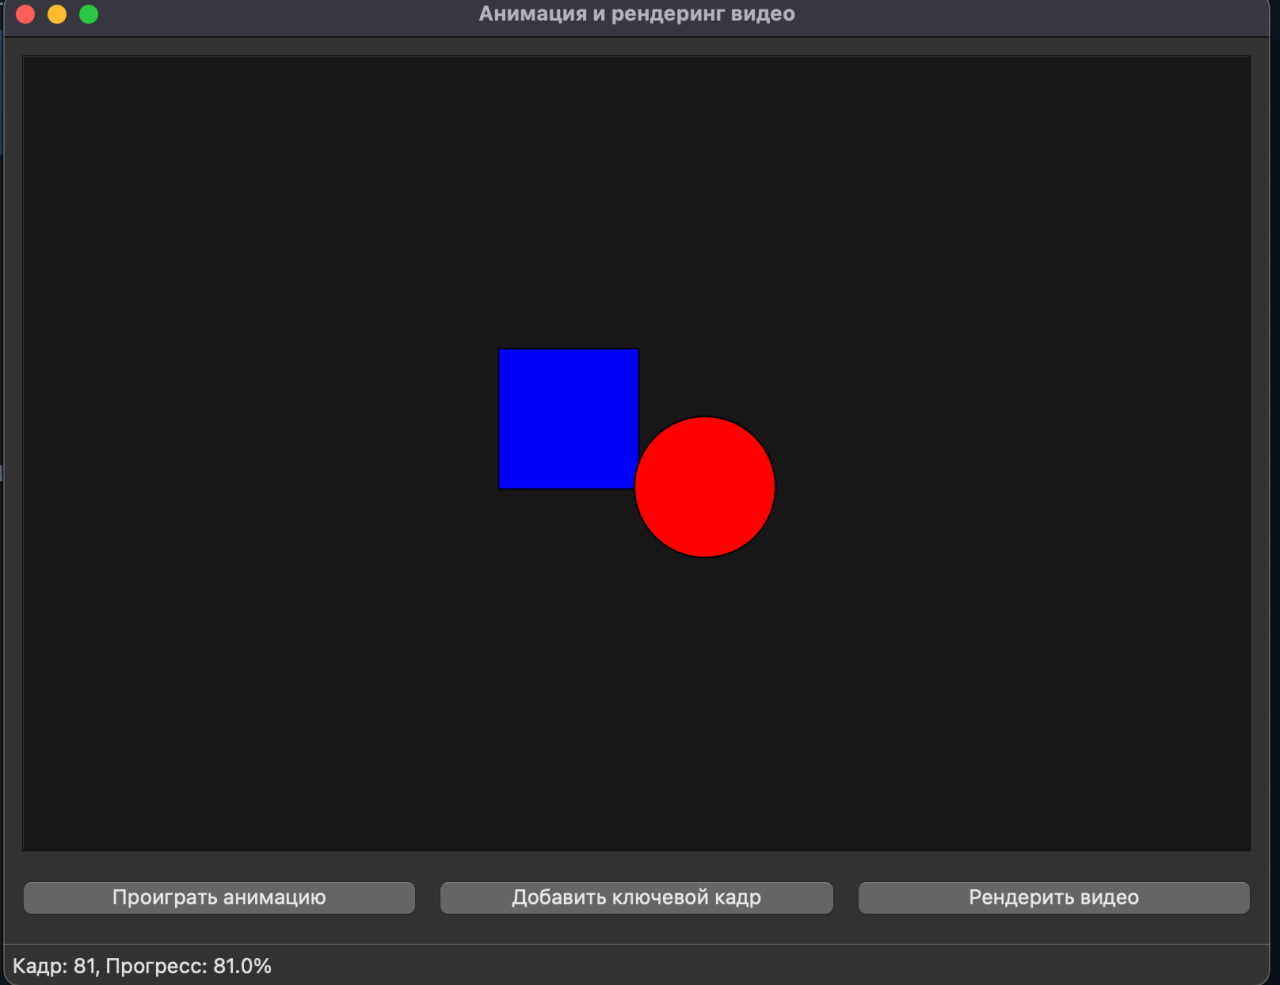 Анимация и рендеринг видео
Проиграть анимацию
Добавить ключевой кадр
Рендерить видео
Кадр: 81, Прогресс: 81.0%